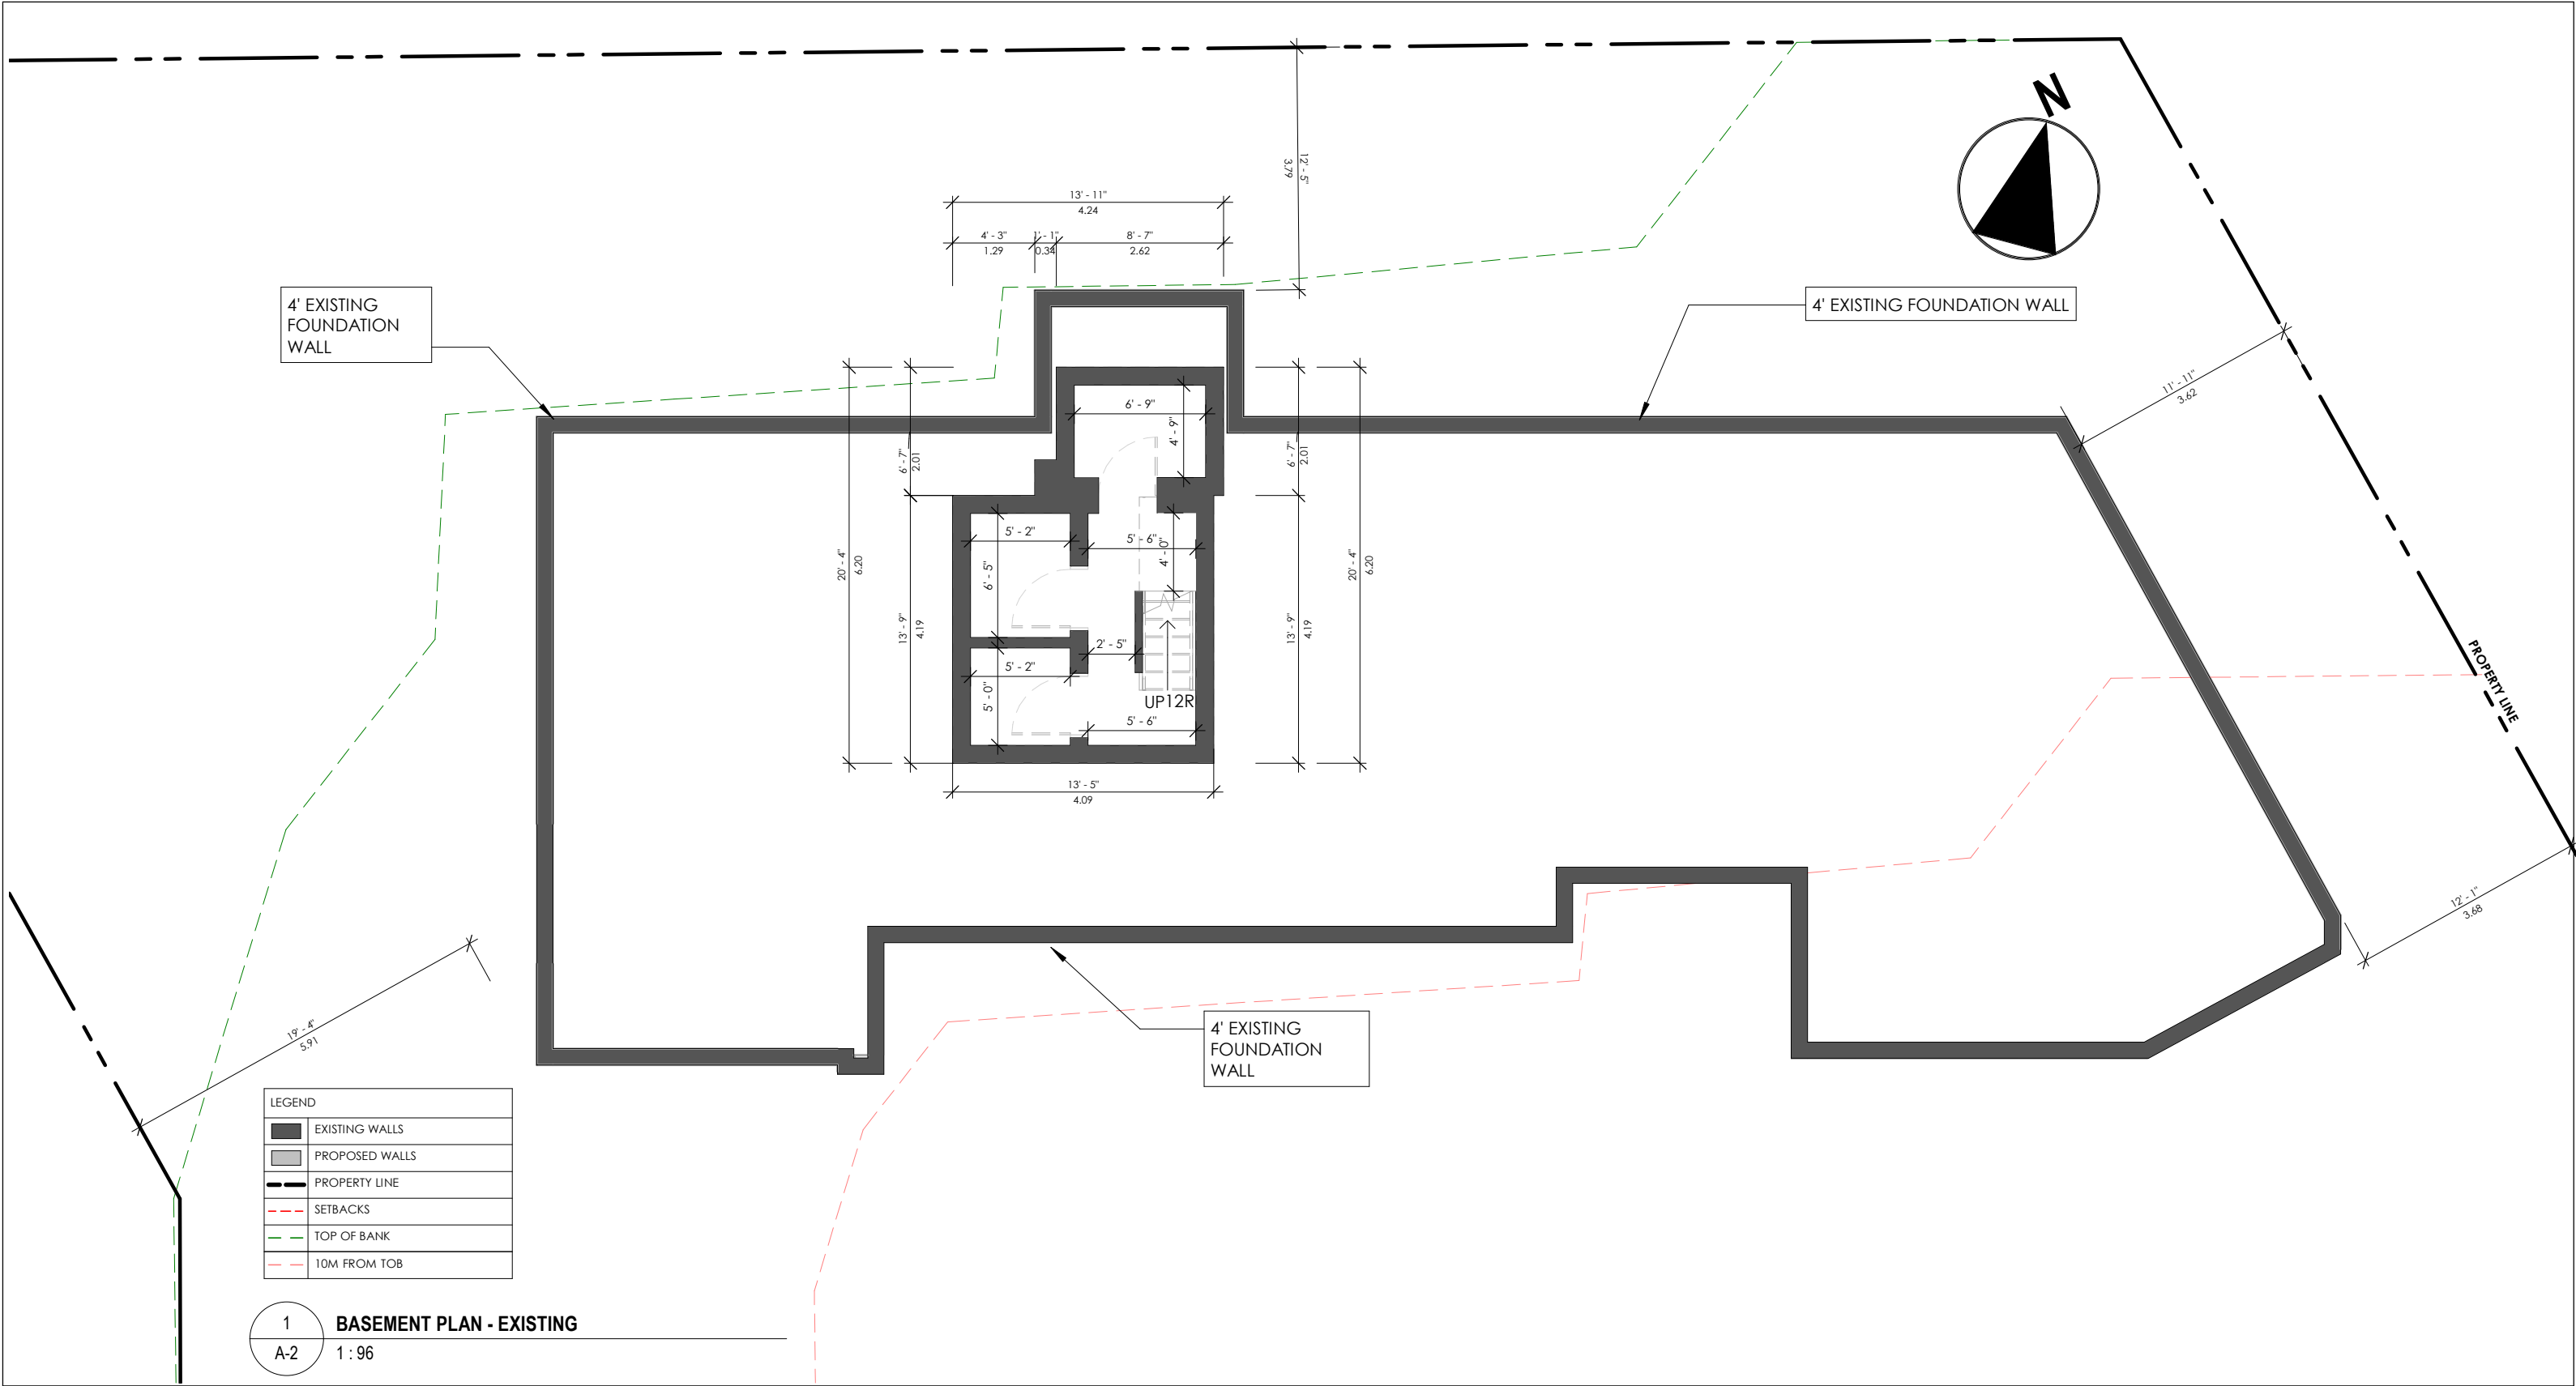 N
12' - 5"
3.79
13' - 11"
4.24
4' - 3"
1.29
1' - 1"
0.34
8' - 7"
2.62
4' EXISTING
FOUNDATION
WALL
4' EXISTING FOUNDATION WALL
11' - 11"
3.62
6' - 9"
4' - 9"
6' - 7"
2.01
6' - 7"
2.01
20' - 4"
6.20
20' - 4"
6.20
5' - 2"
5' - 6"
4' - 0"
6' - 5"
13' - 9"
4.19
13' - 9"
4.19
2' - 5"
5' - 2"
5' - 0"
UP12R
5' - 6"
13' - 5"
4.09
PROPERTY LINE
12' - 1"
3.68
19' - 4"
5.91
4' EXISTING
FOUNDATION
WALL
LEGEND
EXISTING WALLS
PROPOSED WALLS
PROPERTY LINE
SETBACKS
TOP OF BANK
10M FROM TOB
1
A-2
BASEMENT PLAN - EXISTING
1 : 96